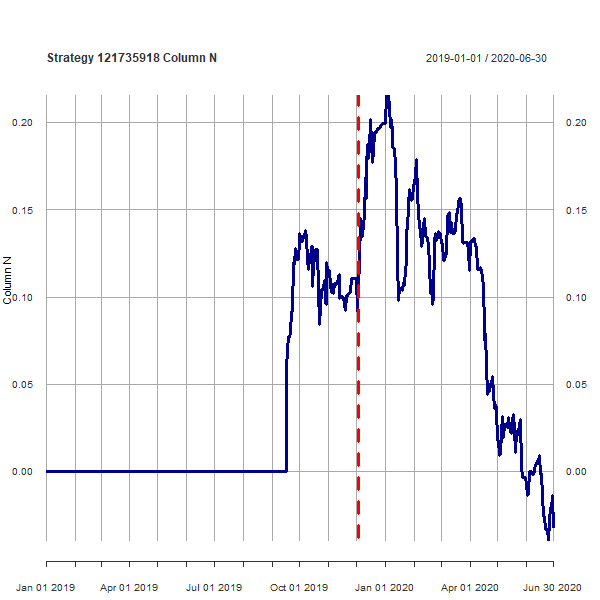 Strategy 121735918 Column N
2019-01-01 / 2020-06-30
0.20
0.20
0.15
0.15
Column N
0.10
0.10
0.05
0.05
0.00
0.00
Jan 01 2019
Apr 01 2019
Jul 01 2019
Oct 01 2019
Jan 01 2020
Apr 01 2020
Jun 30 2020